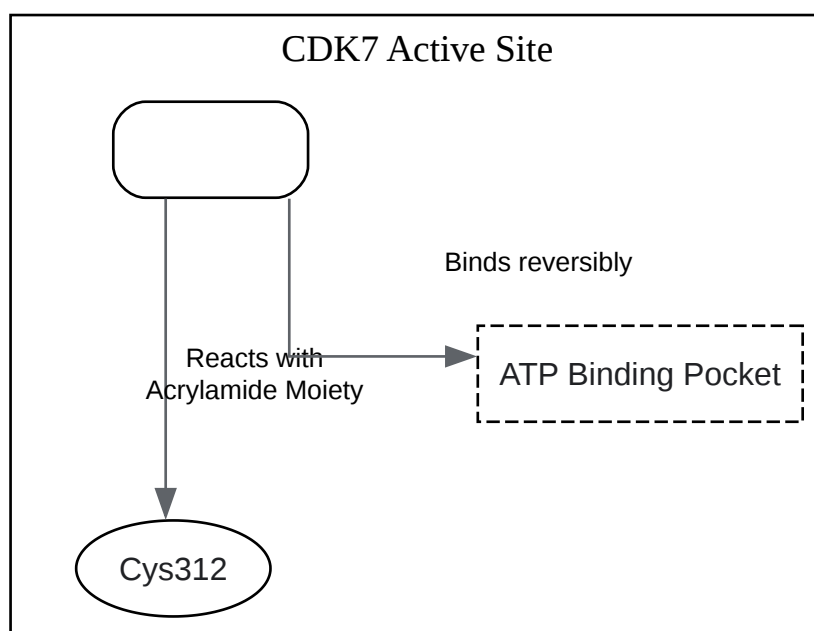 CDK7 Active Site
Binds reversibly
Reacts with
Acrylamide Moiety
ATP Binding Pocket
Cys312